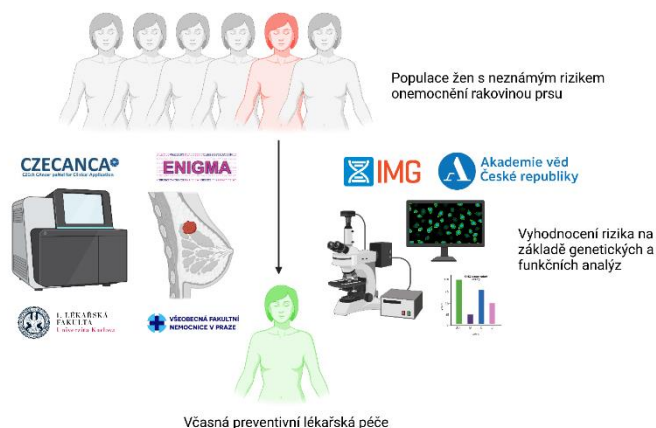 Populace žen s neznámým rizikem
onemocnění rakovinou prsu
CZECANCA
ENIGMA
IMG
Akademie věd
České republiky
Vyhodnocení rizika na
základě genetických a
funkčních analýz
1. LÉKAŘSKÁ
FAKULTA
Univerzita Karlova
VŠEOBECNÁ FAKULTNÍ
NEMOCNICE V PRAZE
Včasná preventivní lékařská péče